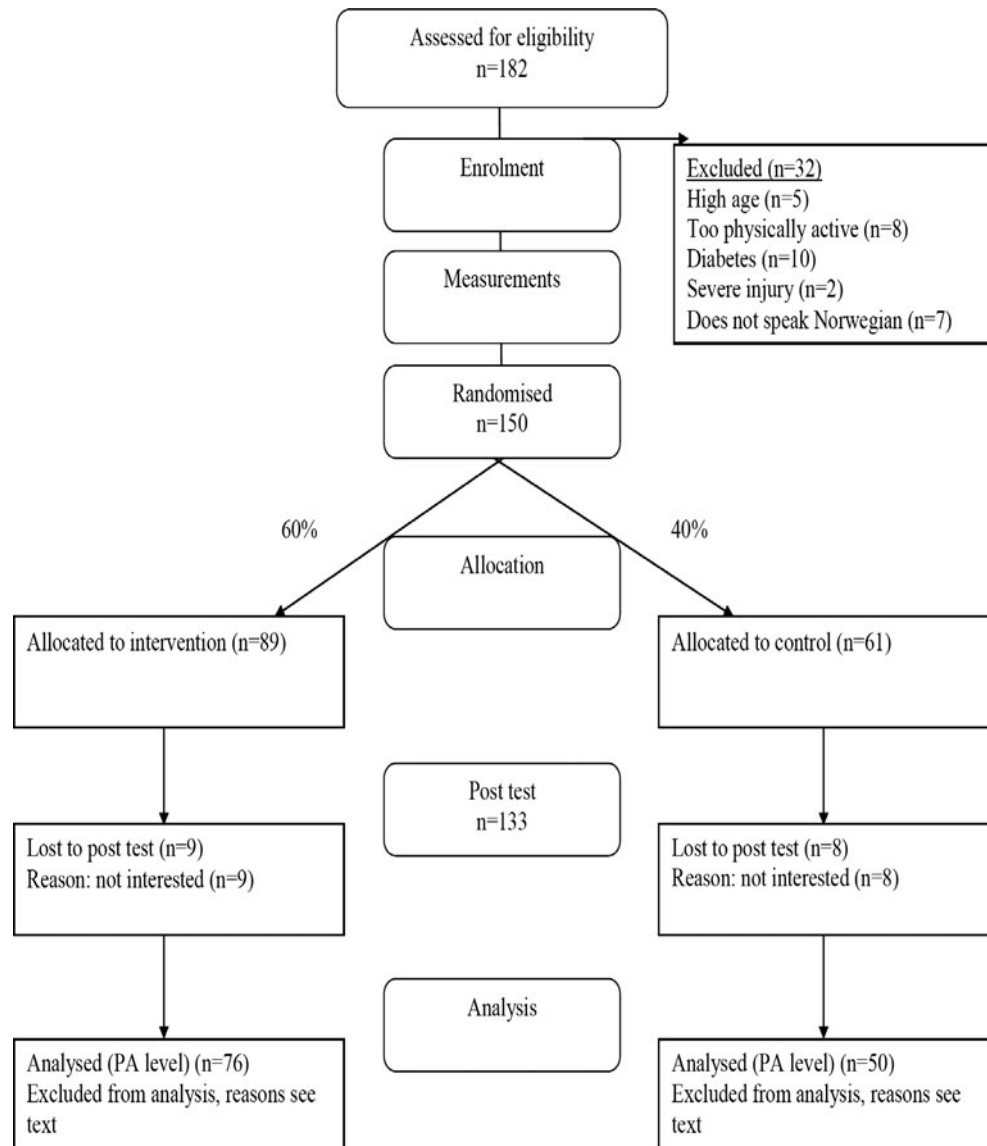 Assessed for eligibility
n=182
Enrolment
Excluded (n=32)
High age (n=5)
Too physically active (n=8)
Diabetes (n=10)
Severe injury (n=2)
Does not speak Norwegian (n=7)
Measurements
Randomised
n=150
60%
40%
Allocation
Allocated to intervention (n=89)
Allocated to control (n=61)
Post test
n=133
Lost to post test (n=9)
Reason: not interested (n=9)
Lost to post test (n=8)
Reason: not interested (n=8)
Analysis
Analysed (PA level) (n=76)
Excluded from analysis, reasons see
text
Analysed (PA level) (n=50)
Excluded from analysis, reasons see
text